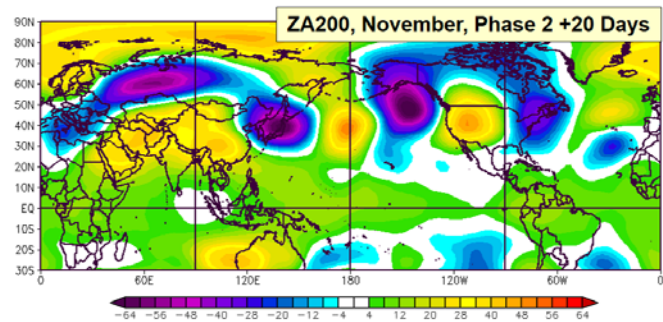 ZA200, November, Phase 2 +20 Days
90N
80N
70N
60N
50N
40N
30N
20N
10N
EQ
10S
20S
30S
0 60E 120E 180 120W 60W 0
-64 -56 -48 -40 -36 -28 -20 -12 -4 4 12 20 28 36 40 48 56 64